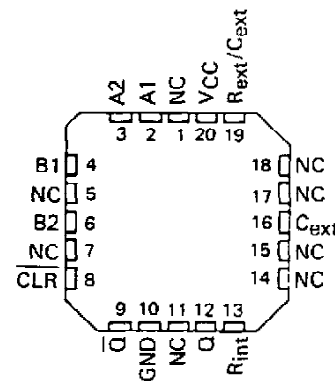 A2 A1 NC VCC Rext/Cext
3 2 1 20 19
B1 4
NC 5
B2 6
NC 7
CLR 8
18 NC
17 NC
16 Cext
15 NC
14 NC
9 10 11 12 13
Q GND NC Q Rint